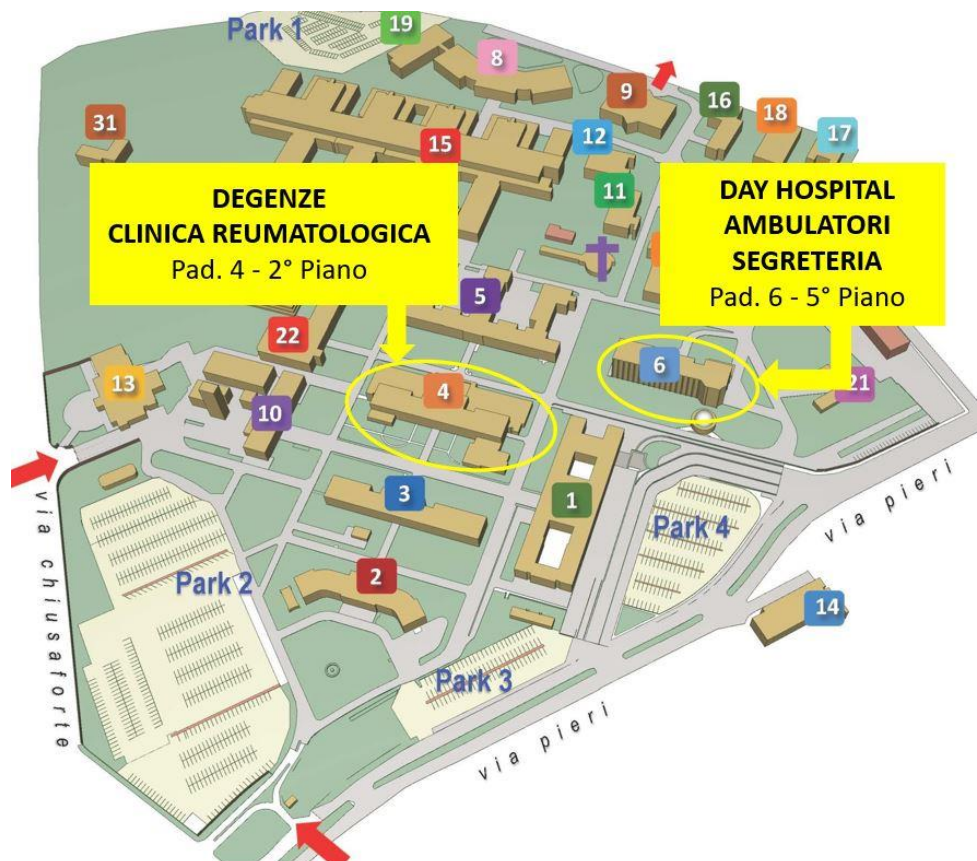 Park 1
19
8
9
16
18
17
12
31
15
11
DEGENZE
CLINICA REUMATOLOGICA
Pad. 4 - 2° Piano
DAY HOSPITAL
AMBULATORI
SEGRETERIA
Pad. 6 - 5° Piano
5
22
6
13
4
21
10
3
1
Park 4
via pieri
via chiusaforte
Park 2
2
14
Park 3
via pieri